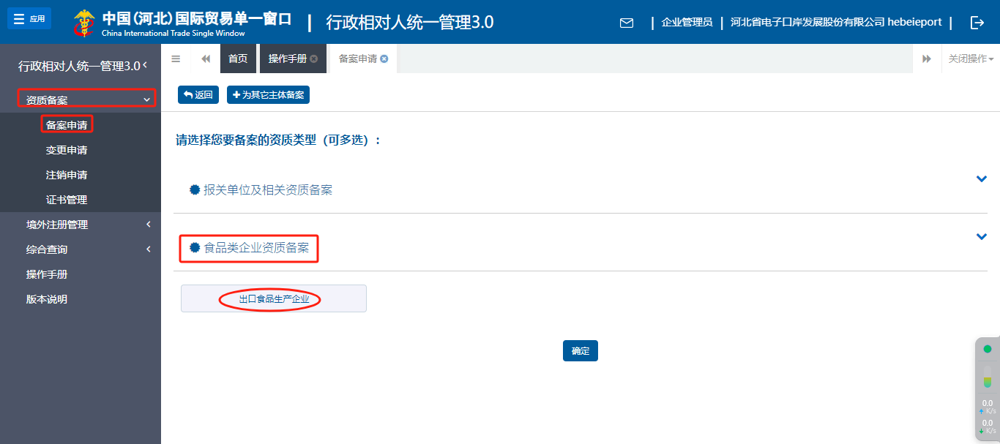 应用
中国(河北)国际贸易单一窗口
China International Trade Single Window
行政相对人统一管理3.0
企业管理员
河北省电子口岸发展股份有限公司 hebeieport
行政相对人统一管理3.0
首页
操作手册
备案申请
关闭操作
资质备案
备案申请
变更申请
注销申请
证书管理
境外注册管理
综合查询
操作手册
版本说明
返回
为其它主体备案
请选择您要备案的资质类型（可多选）：
报关单位及相关资质备案
食品类企业资质备案
出口食品生产企业
确定
0.0
K/s
0.0
K/s